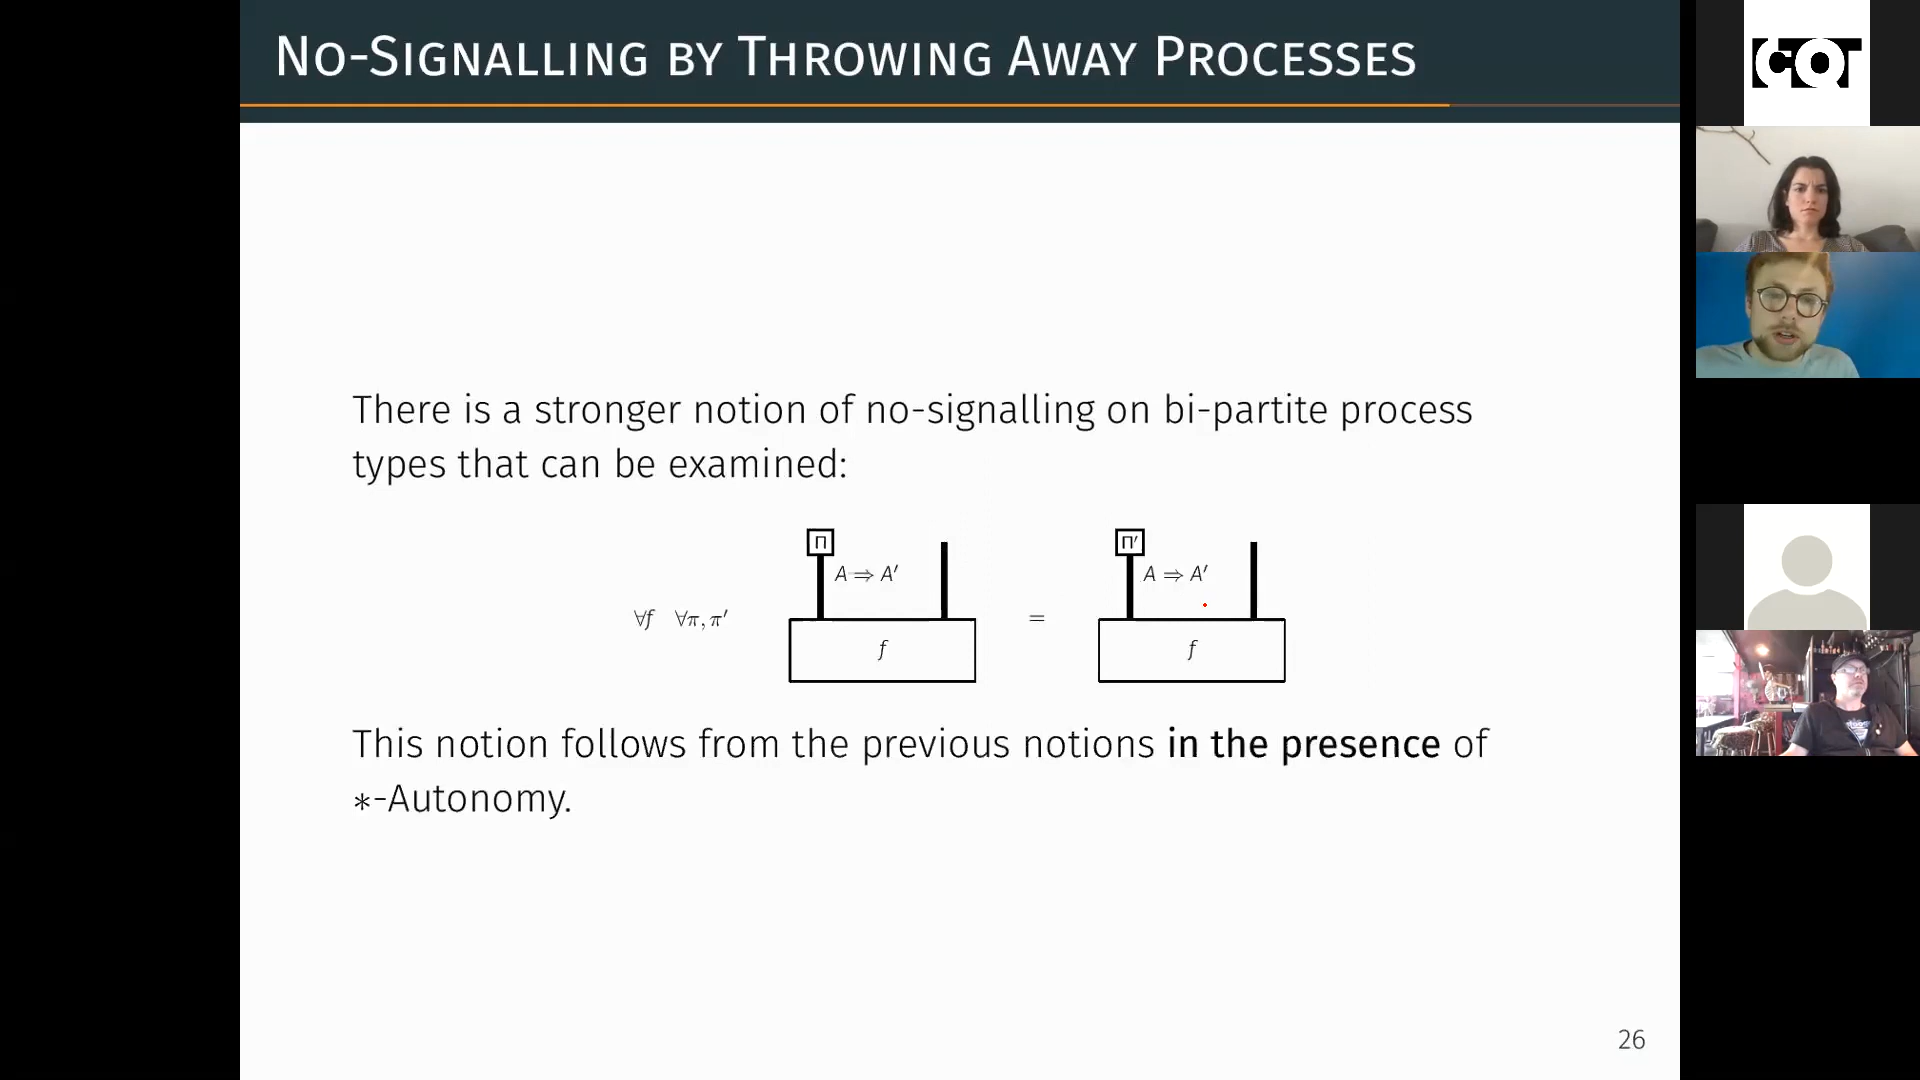 No-Signalling by Throwing Away Processes
CQT
There is a stronger notion of no-signalling on bi-partite process
types that can be examined:
Π Π′
A ⇒ A′ A ⇒ A′
∀f ∀π, π′ =
f f
This notion follows from the previous notions in the presence of
∗-Autonomy.
26